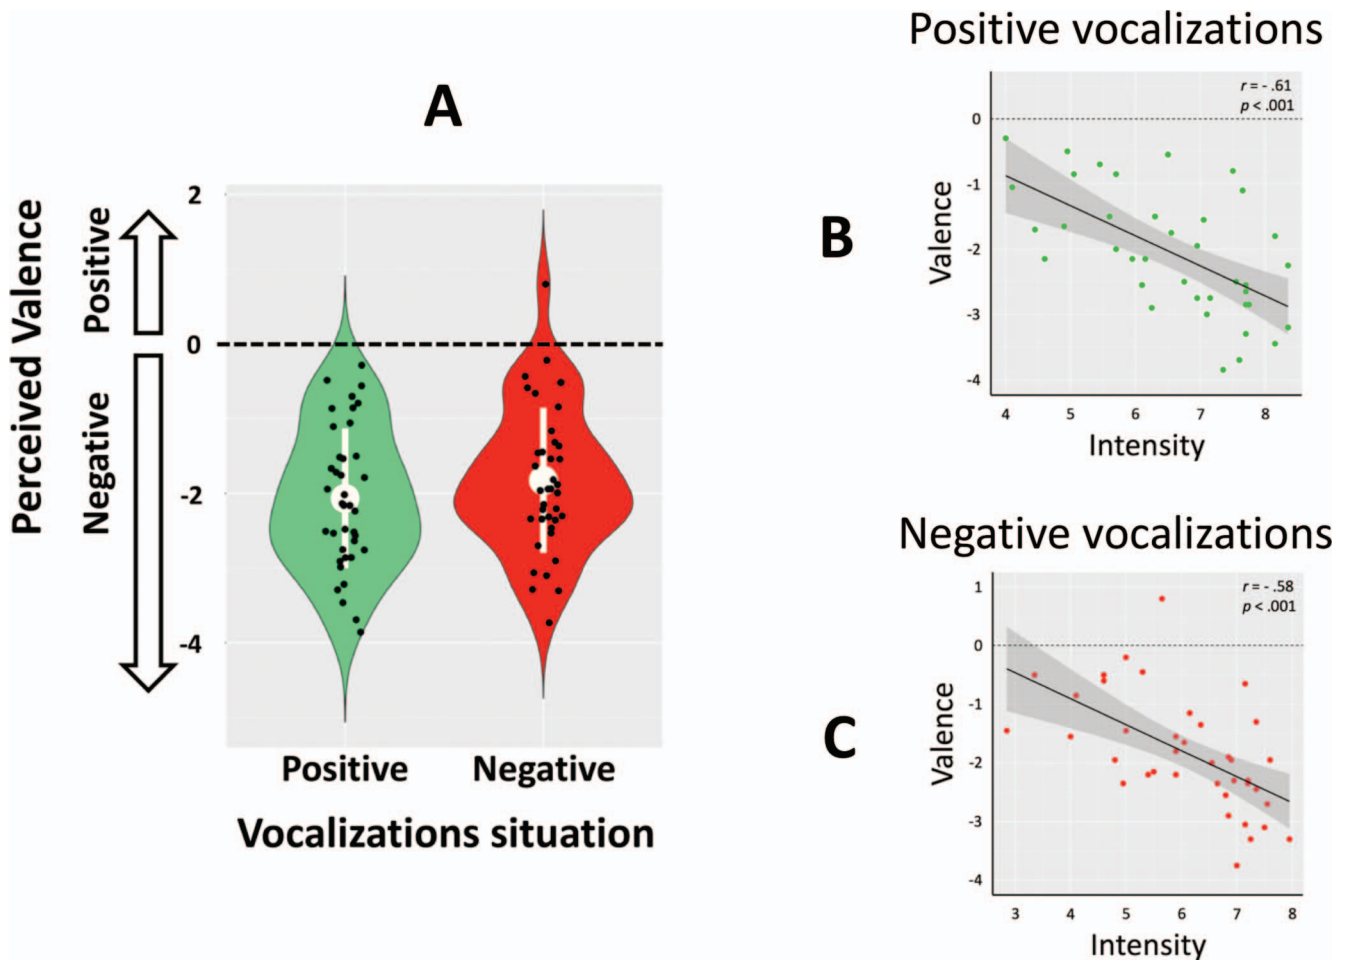 A
Perceived Valence
Positive
Negative
2
0
-2
-4
Positive
Negative
Vocalizations situation
Positive vocalizations
B
r = - .61
p < .001
Valence
0
-1
-2
-3
-4
4 5 6 7 8
Intensity
Negative vocalizations
C
r = - .58
p < .001
Valence
1
0
-1
-2
-3
-4
3 4 5 6 7 8
Intensity